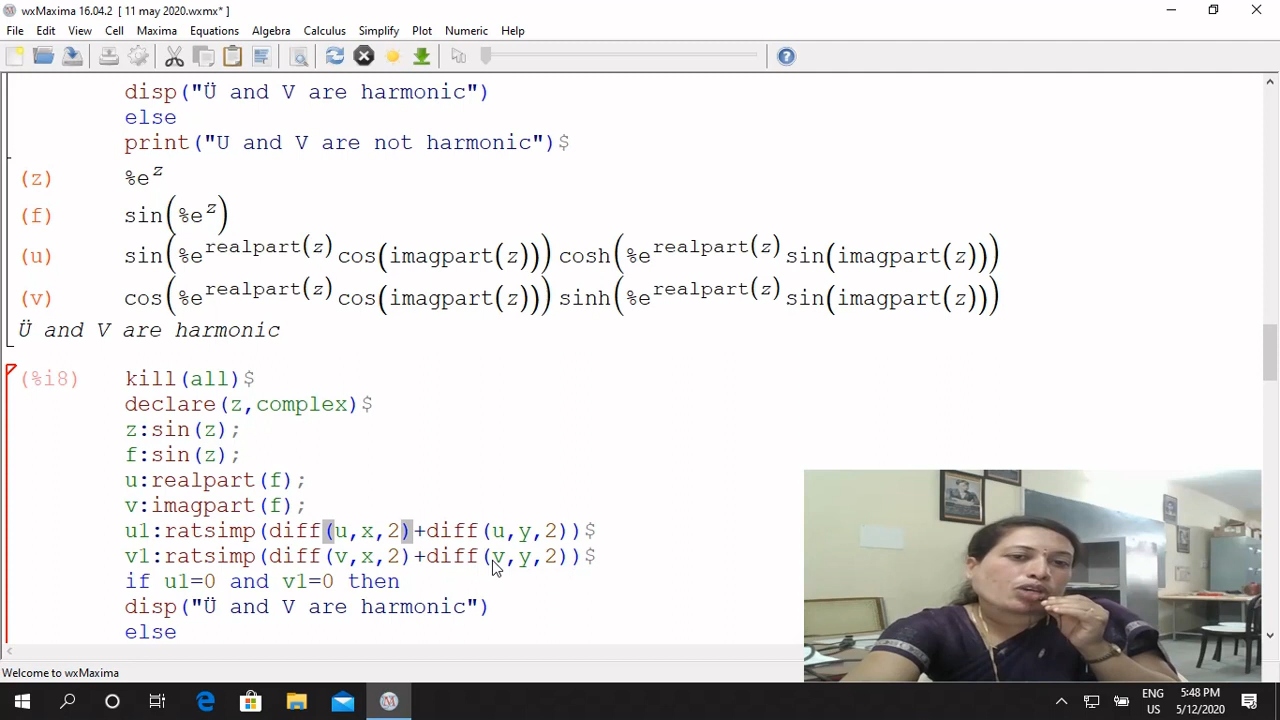 wxMaxima 16.04.2 [ 11 may 2020.wxmx* ]
File Edit View Cell Maxima Equations Algebra Calculus Simplify Plot Numeric Help
disp("Ü and V are harmonic")
else
print("U and V are not harmonic")$
(z) %e^z
(f) sin(%e^z)
(u) sin(%e^realpart(z) cos(imagpart(z))) cosh(%e^realpart(z) sin(imagpart(z)))
(v) cos(%e^realpart(z) cos(imagpart(z))) sinh(%e^realpart(z) sin(imagpart(z)))
Ü and V are harmonic
(%i8) kill(all)$
declare(z,complex)$
z:sin(z);
f:sin(z);
u:realpart(f);
v:imagpart(f);
u1:ratsimp(diff(u,x,2)+diff(u,y,2))$
v1:ratsimp(diff(v,x,2)+diff(v,y,2))$
if u1=0 and v1=0 then
disp("Ü and V are harmonic")
else
Welcome to wxMaxima
ENG 5:48 PM
US 5/12/2020